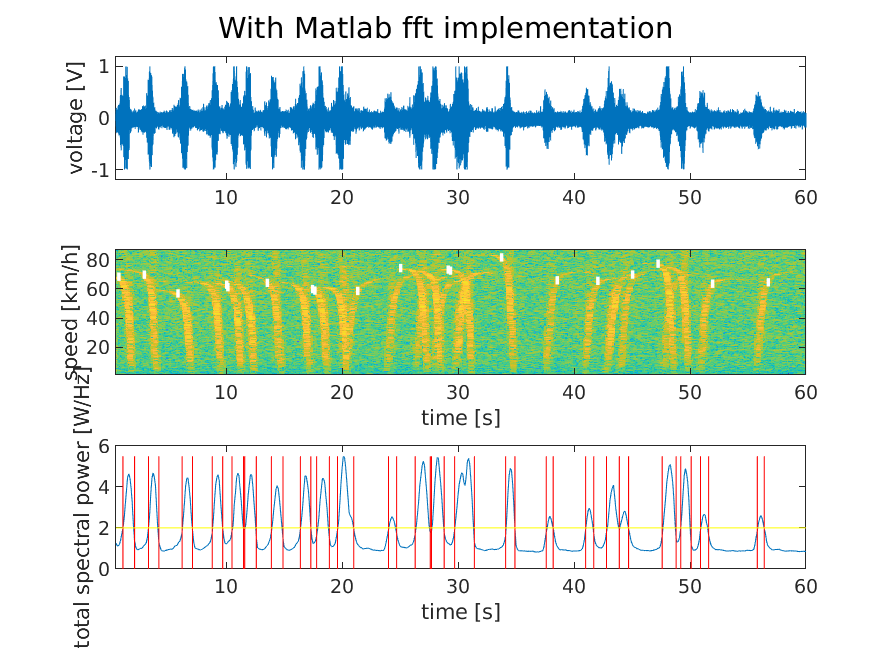 With Matlab fft implementation
voltage [V]
1
0
-1
10 20 30 40 50 60
speed [km/h]
80
60
40
20
10 20 30 40 50 60
time [s]
total spectral power [W/Hz]
6
4
2
0
10 20 30 40 50 60
time [s]